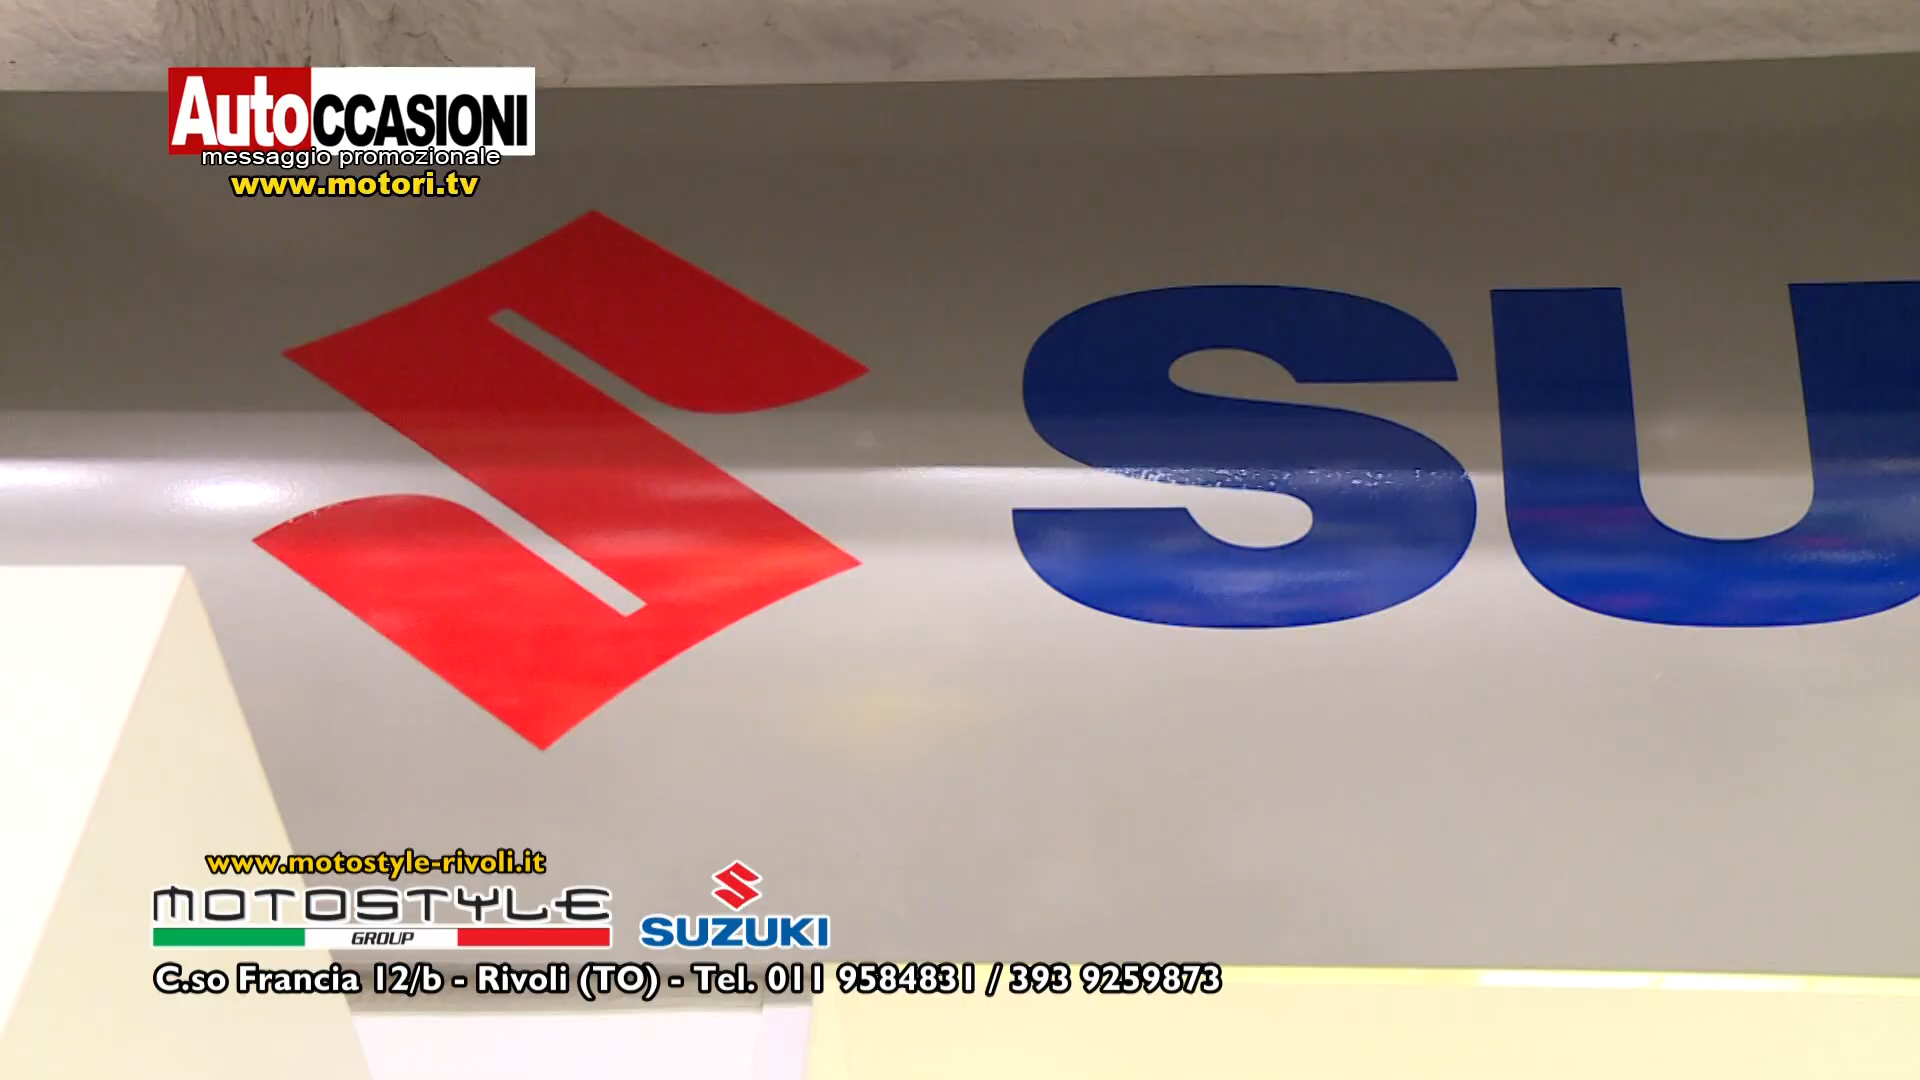 AutOCCASIONI
messaggio promozionale
www.motori.tv
SU
www.motostyle-rivoli.it
MOTOSTYLE
GROUP
SUZUKI
C.so Francia 12/b - Rivoli (TO) - Tel. 011 9584831 / 393 9259873